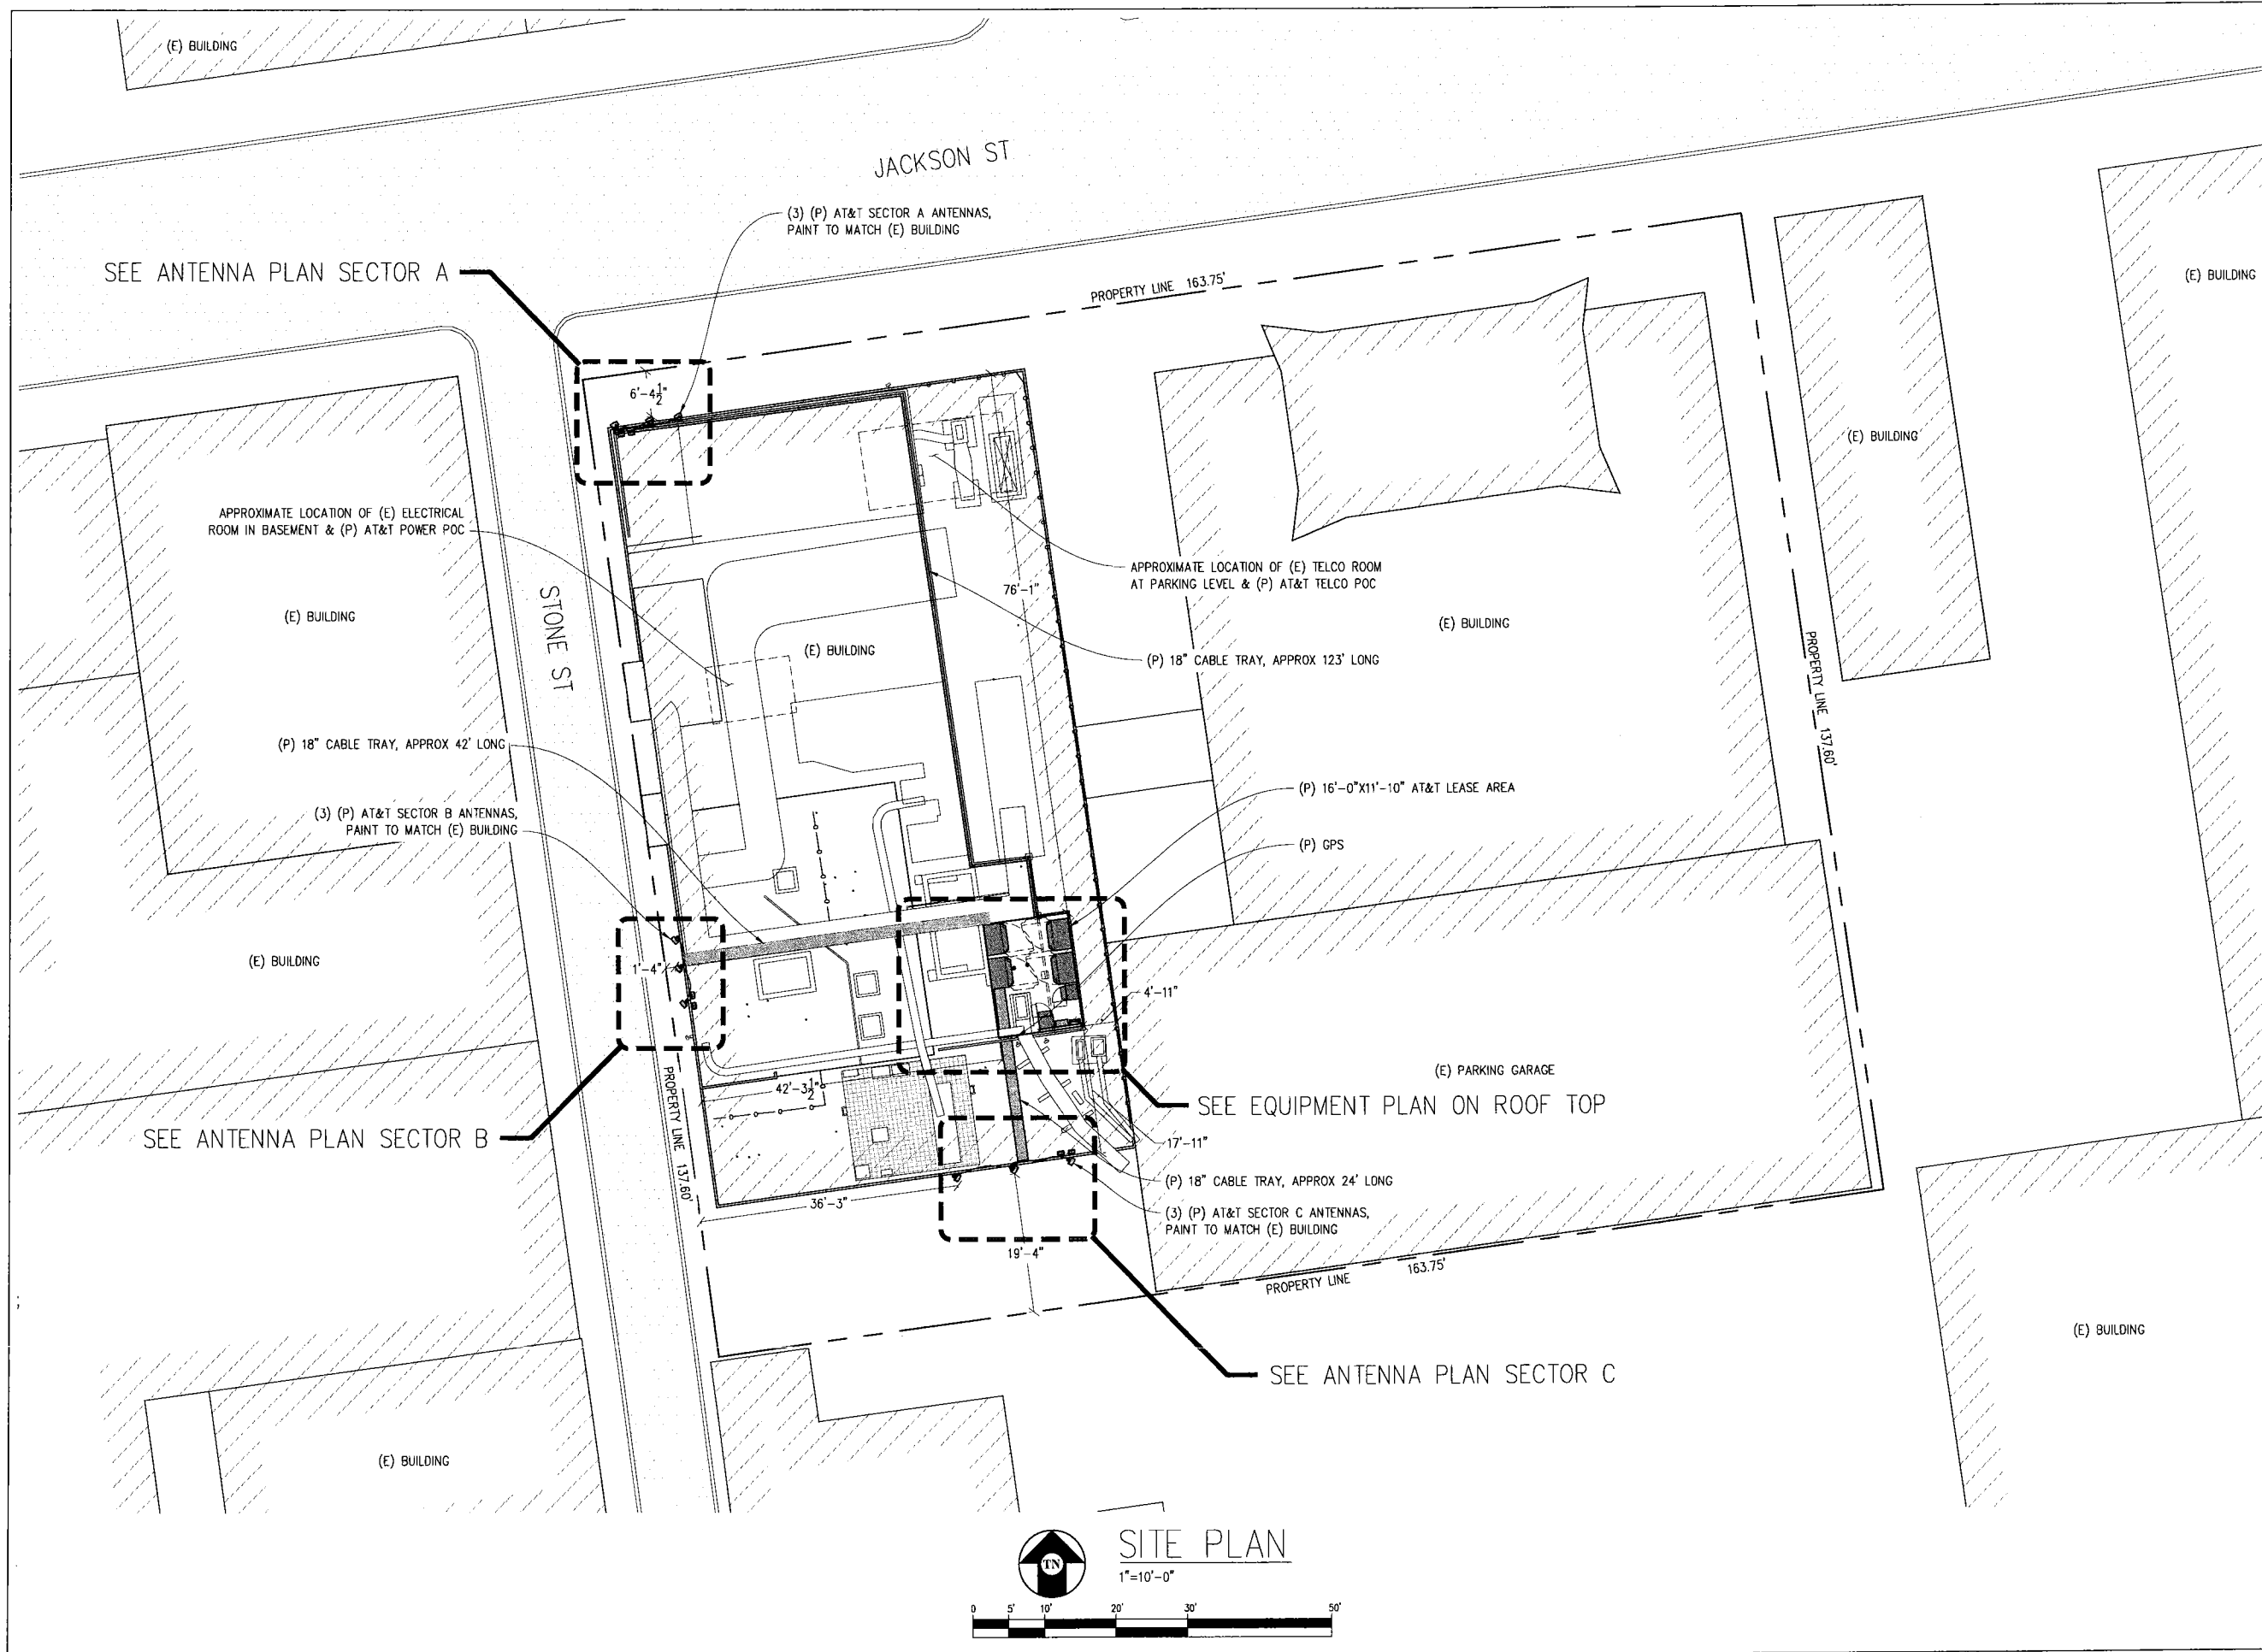 (E) BUILDING
JACKSON ST
(3) (P) AT&T SECTOR A ANTENNAS,
PAINT TO MATCH (E) BUILDING
SEE ANTENNA PLAN SECTOR A
(E) BUILDING
PROPERTY LINE 163.75'
6'-4 1/2"
(E) BUILDING
APPROXIMATE LOCATION OF (E) ELECTRICAL
ROOM IN BASEMENT & (P) AT&T POWER POC
APPROXIMATE LOCATION OF (E) TELCO ROOM
AT PARKING LEVEL & (P) AT&T TELCO POC
76'-1"
STONE ST
(E) BUILDING
(E) BUILDING
(E) BUILDING
(P) 18" CABLE TRAY, APPROX 123' LONG
PROPERTY LINE 137.60'
(P) 18" CABLE TRAY, APPROX 42' LONG
(P) 16'-0"X11'-10" AT&T LEASE AREA
(3) (P) AT&T SECTOR B ANTENNAS,
PAINT TO MATCH (E) BUILDING
(P) GPS
(E) BUILDING
1'-4"
4'-11"
(E) PARKING GARAGE
42'-3 1/2"
PROPERTY LINE 137.60'
SEE EQUIPMENT PLAN ON ROOF TOP
SEE ANTENNA PLAN SECTOR B
17'-11"
(P) 18" CABLE TRAY, APPROX 24' LONG
36'-3"
(3) (P) AT&T SECTOR C ANTENNAS,
PAINT TO MATCH (E) BUILDING
19'-4"
PROPERTY LINE 163.75'
(E) BUILDING
SEE ANTENNA PLAN SECTOR C
(E) BUILDING
TN
SITE PLAN
1"=10'-0"
0 5' 10' 20' 30' 50'